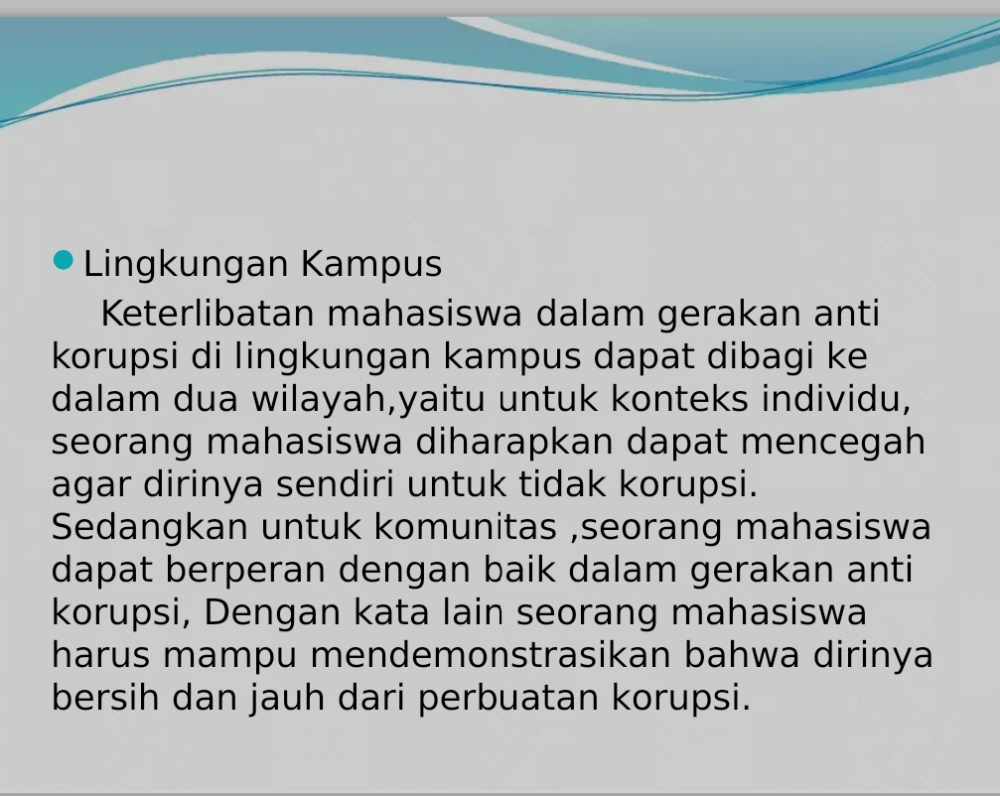 Lingkungan Kampus
Keterlibatan mahasiswa dalam gerakan anti
korupsi di lingkungan kampus dapat dibagi ke
dalam dua wilayah,yaitu untuk konteks individu,
seorang mahasiswa diharapkan dapat mencegah
agar dirinya sendiri untuk tidak korupsi.
Sedangkan untuk komunitas ,seorang mahasiswa
dapat berperan dengan baik dalam gerakan anti
korupsi, Dengan kata lain seorang mahasiswa
harus mampu mendemonstrasikan bahwa dirinya
bersih dan jauh dari perbuatan korupsi.